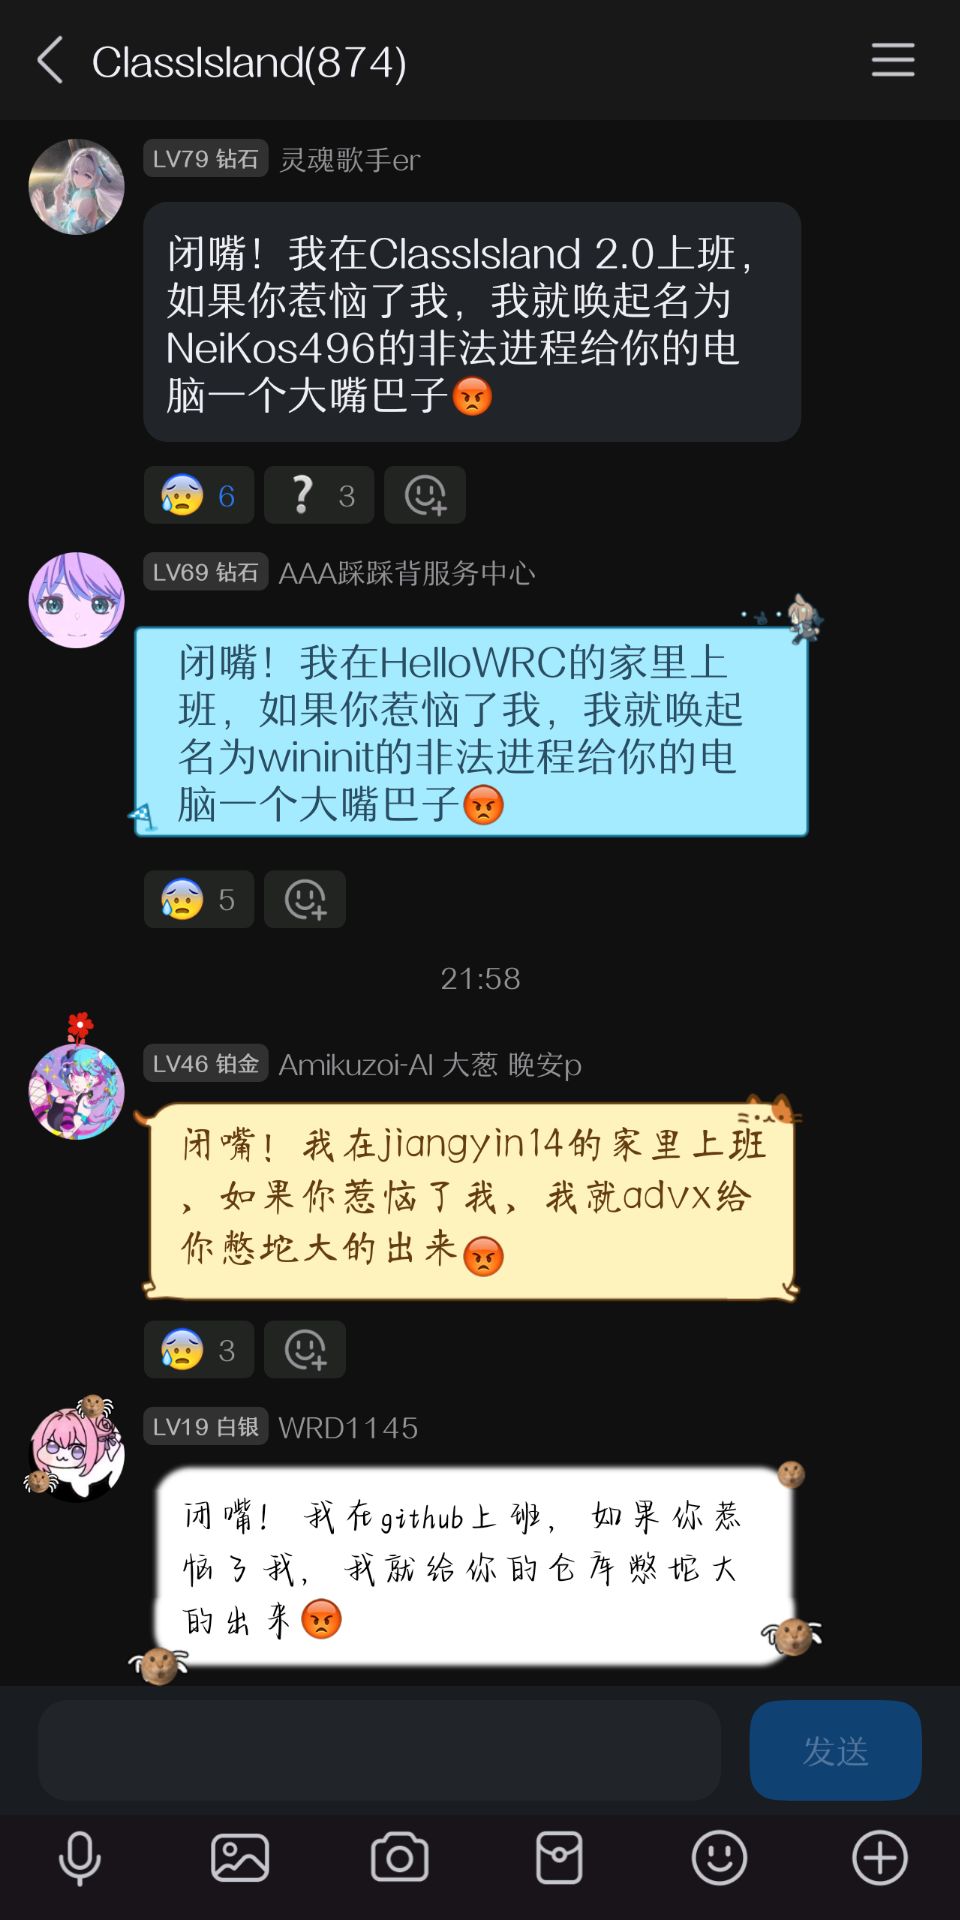 ClassIsland(874)
LV79 钻石 灵魂歌手er
闭嘴！我在ClassIsland 2.0上班，
如果你惹恼了我，我就唤起名为
NeiKos496的非法进程给你的电
脑一个大嘴巴子😡
😰 6 ❓ 3
LV69 钻石 AAA踩踩背服务中心
闭嘴！我在HelloWRC的家里上
班，如果你惹恼了我，我就唤起
名为wininit的非法进程给你的电
脑一个大嘴巴子😡
😰 5
21:58
LV46 铂金 Amikuzoi-AI 大葱 晚安p
闭嘴！我在jiangyin14的家里上班
，如果你惹恼了我，我就advx给
你憋坨大的出来😡
😰 3
LV19 白银 WRD1145
闭嘴！我在github上班，如果你惹
恼了我，我就给你的仓库憋坨大
的出来😡
发送